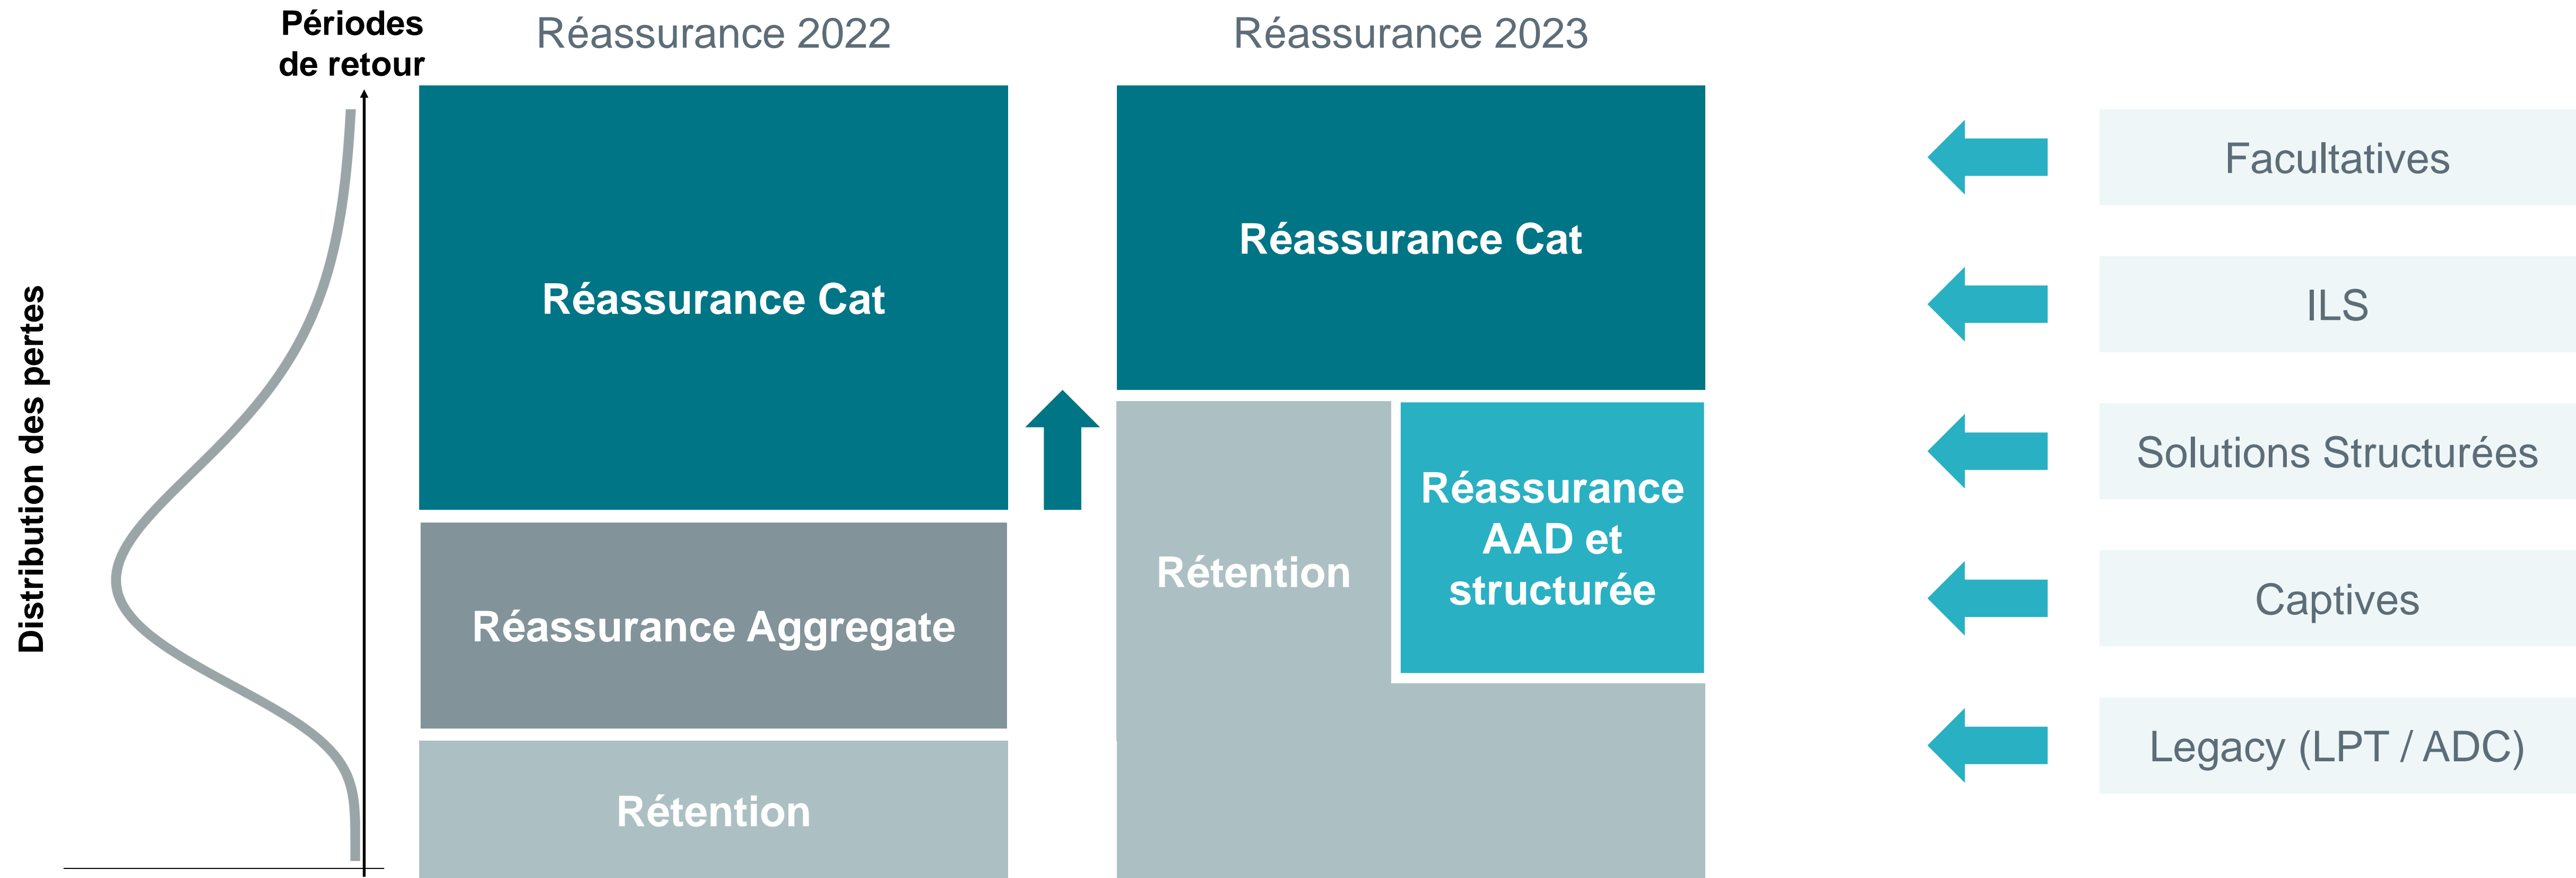 Périodes
de retour
Réassurance 2022
Réassurance 2023
Distribution des pertes
Réassurance Cat
Réassurance Aggregate
Rétention
Réassurance Cat
Rétention
Réassurance
AAD et
structurée
Facultatives
ILS
Solutions Structurées
Captives
Legacy (LPT / ADC)